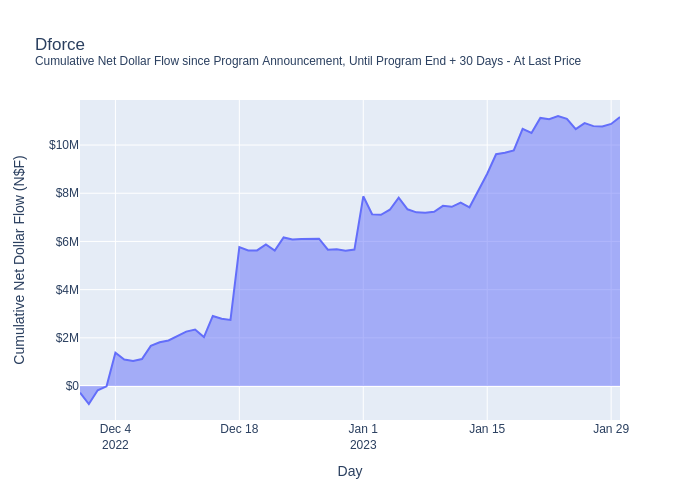 Dforce
Cumulative Net Dollar Flow since Program Announcement, Until Program End + 30 Days - At Last Price
Cumulative Net Dollar Flow (N$F)
$10M
$8M
$6M
$4M
$2M
$0
Dec 4
2022
Dec 18
Jan 1
2023
Jan 15
Jan 29
Day